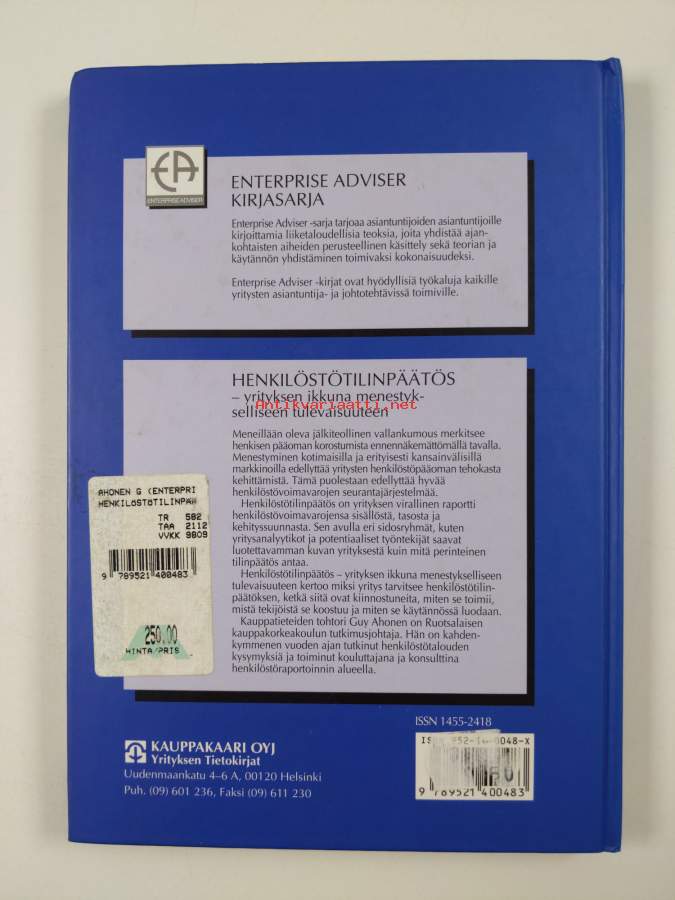 EA
ENTERPRISE ADVISER
ENTERPRISE ADVISER
KIRJASARJA
Enterprise Adviser -sarja tarjoaa asiantuntijoiden asiantuntijoille
kirjoittamia liiketaloudellisia teoksia, joita yhdistää ajan-
kohtaisten aiheiden perusteellinen käsittely sekä teorian ja
käytännön yhdistäminen toimivaksi kokonaisuudeksi.
Enterprise Adviser -kirjat ovat hyödyllisiä työkaluja kaikille
yritysten asiantuntija- ja johtotehtävissä toimiville.
HENKILÖSTÖTILINPÄÄTÖS
– yrityksen ikkuna menestyk-
selliseen tulevaisuuteen
Antikvariaatti.net
Meneillään oleva jälkiteollinen vallankumous merkitsee
henkisen pääoman korostumista ennennäkemättömällä tavalla.
Menestyminen kotimaisilla ja erityisesti kansainvälisillä
markkinoilla edellyttää yritysten henkilöstöpääoman tehokasta
kehittämistä. Tämä puolestaan edellyttää hyvää
henkilöstövoimavarojen seurantajärjestelmää.
Henkilöstötilinpäätös on yrityksen virallinen raportti
henkilöstövoimavarojensa sisällöstä, tasosta ja
kehityssuunnasta. Sen avulla eri sidosryhmät, kuten
yritysanalyytikot ja potentiaaliset työntekijät saavat
luotettavamman kuvan yrityksestä kuin mitä perinteinen
tilinpäätös antaa.
Henkilöstötilinpäätös – yrityksen ikkuna menestykselliseen
tulevaisuuteen kertoo miksi yritys tarvitsee henkilöstötilin-
päätöksen, ketkä siitä ovat kiinnostuneita, miten se toimii,
mistä tekijöistä se koostuu ja miten se käytännössä luodaan.
Kauppatieteiden tohtori Guy Ahonen on Ruotsalaisen
kauppakorkeakoulun tutkimusjohtaja. Hän on kahden-
kymmenen vuoden ajan tutkinut henkilöstötalouden
kysymyksiä ja toiminut kouluttajana ja konsulttina
henkilöstöraportoinnin alueella.
AHONEN G (ENTERPRI
HENKILÖSTÖTILINPÄÄ
TR 582
TAA 2112
VVKK 9809
9 789521 400483
250.00
HINTA/PRIS
ISSN 1455-2418
KAUPPAKAARI OYJ
Yrityksen Tietokirjat
Uudenmaankatu 4–6 A, 00120 Helsinki
Puh. (09) 601 236, Faksi (09) 611 230
0048-X
9 789521 400483